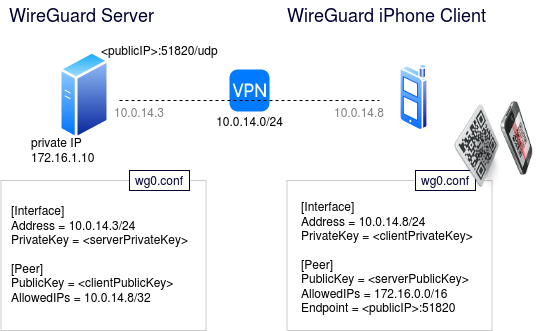 WireGuard Server
WireGuard iPhone Client
<publicIP>:51820/udp
VPN
10.0.14.3
10.0.14.8
10.0.14.0/24
private IP
172.16.1.10
wg0.conf
[Interface]
Address = 10.0.14.3/24
PrivateKey = <serverPrivateKey>
[Peer]
PublicKey = <clientPublicKey>
AllowedIPs = 10.0.14.8/32
wg0.conf
[Interface]
Address = 10.0.14.8/24
PrivateKey = <clientPrivateKey>
[Peer]
PublicKey = <serverPublicKey>
AllowedIPs = 172.16.0.0/16
Endpoint = <publicIP>:51820